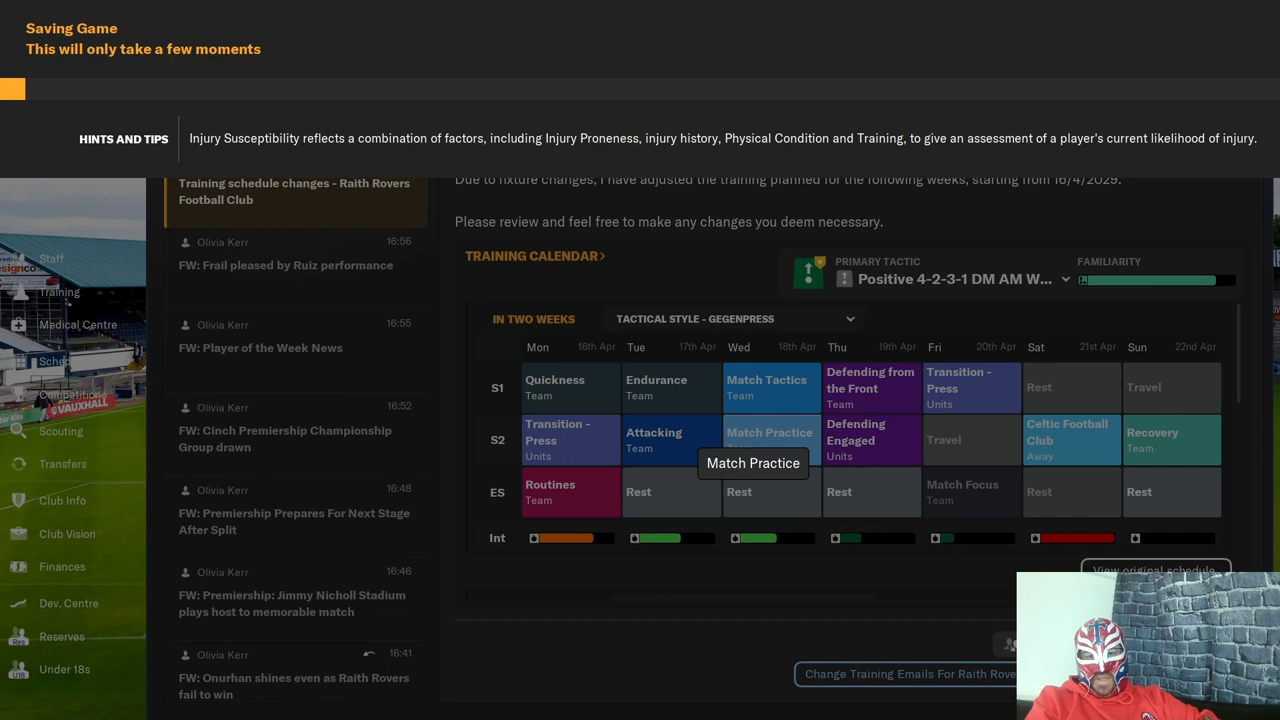 Saving Game
This will only take a few moments
HINTS AND TIPS
Injury Susceptibility reflects a combination of factors, including Injury Proneness, injury history, Physical Condition and Training, to give an assessment of a player's current likelihood of injury.
Staff
Training
Medical Centre
Sched
Competitions
Scouting
Transfers
Club Info
Club Vision
Finances
Dev. Centre
Reserves
Under 18s
VAUXHALL
Training schedule changes - Raith Rovers
Football Club
Olivia Kerr 16:56
FW: Frail pleased by Ruiz performance
Olivia Kerr 16:55
FW: Player of the Week News
Olivia Kerr 16:52
FW: Cinch Premiership Championship
Group drawn
Olivia Kerr 16:48
FW: Premiership Prepares For Next Stage
After Split
Olivia Kerr 16:46
FW: Premiership: Jimmy Nicholl Stadium
plays host to memorable match
Olivia Kerr 16:41
FW: Onurhan shines even as Raith Rovers
fail to win
Due to fixture changes, I have adjusted the training planned for the following weeks, starting from 16/4/2029.
Please review and feel free to make any changes you deem necessary.
TRAINING CALENDAR>
PRIMARY TACTIC
Positive 4-2-3-1 DM AM W...
FAMILIARITY
IN TWO WEEKS
TACTICAL STYLE - GEGENPRESS
Mon 16th Apr Tue 17th Apr Wed 18th Apr Thu 19th Apr Fri 20th Apr Sat 21st Apr Sun 22nd Apr
S1
Quickness
Team
Endurance
Team
Match Tactics
Team
Defending from
the Front
Team
Transition -
Press
Units
Rest
Travel
S2
Transition -
Press
Units
Attacking
Team
Match Practice
Defending
Engaged
Units
Travel
Celtic Football
Club
Away
Recovery
Team
Match Practice
ES
Routines
Team
Rest
Rest
Rest
Match Focus
Team
Rest
Rest
Int
View original schedule
Change Training Emails For Raith Rove